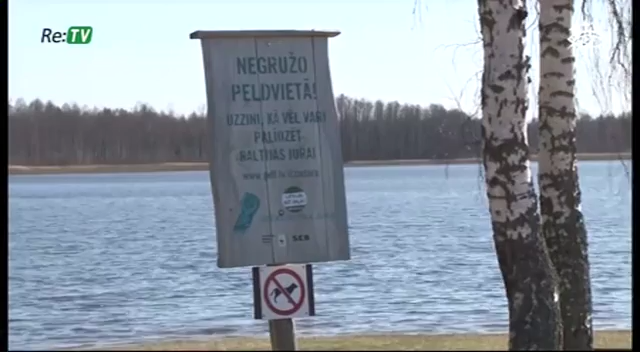 Re:TV
NEGRUŽO
PELDVIETĀ!
UZZINI, KĀ VĒL VARI
PALĪDZĒT
BALTIJAS JŪRAI
SEB